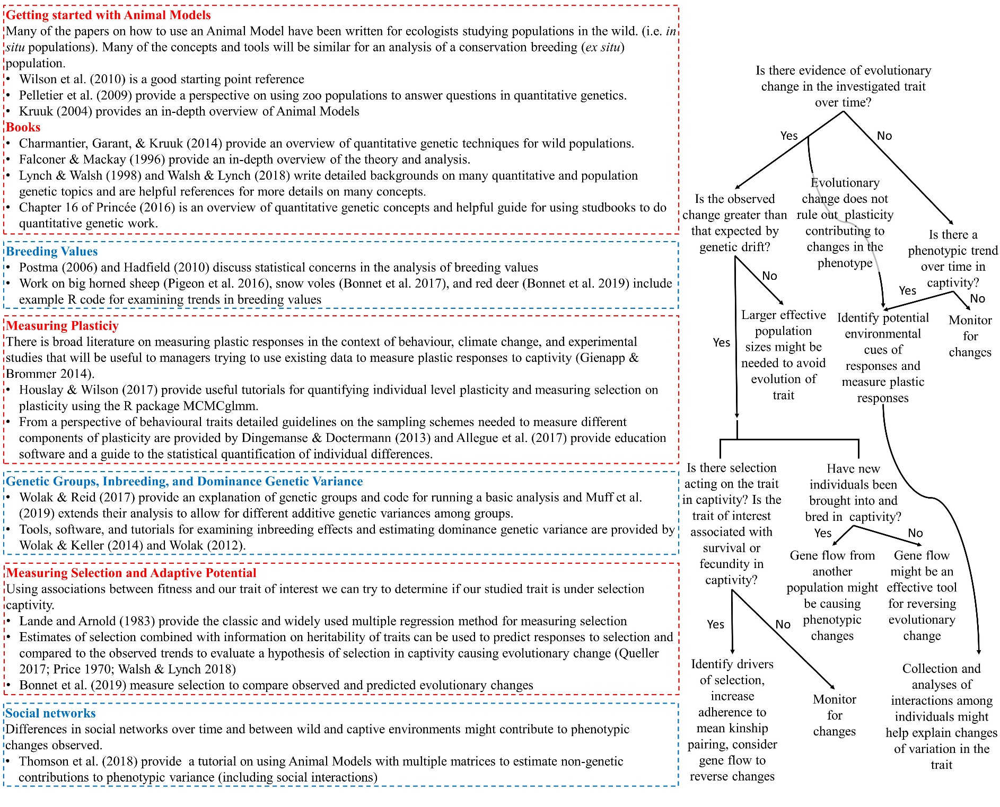 Getting started with Animal Models
Many of the papers on how to use an Animal Model have been written for ecologists studying populations in the wild. (i.e. in
situ populations). Many of the concepts and tools will be similar for an analysis of a conservation breeding (ex situ)
population.
• Wilson et al. (2010) is a good starting point reference
• Pelletier et al. (2009) provide a perspective on using zoo populations to answer questions in quantitative genetics.
• Kruuk (2004) provides an in-depth overview of Animal Models
Books
• Charmantier, Garant, & Kruuk (2014) provide an overview of quantitative genetic techniques for wild populations.
• Falconer & Mackay (1996) provide an in-depth overview of the theory and analysis.
• Lynch & Walsh (1998) and Walsh & Lynch (2018) write detailed backgrounds on many quantitative and population
genetic topics and are helpful references for more details on many concepts.
• Chapter 16 of Princée (2016) is an overview of quantitative genetic concepts and helpful guide for using studbooks to do
quantitative genetic work.
Breeding Values
• Postma (2006) and Hadfield (2010) discuss statistical concerns in the analysis of breeding values
• Work on big horned sheep (Pigeon et al. 2016), snow voles (Bonnet et al. 2017), and red deer (Bonnet et al. 2019) include
example R code for examining trends in breeding values
Measuring Plasticiy
There is broad literature on measuring plastic responses in the context of behaviour, climate change, and experimental
studies that will be useful to managers trying to use existing data to measure plastic responses to captivity (Gienapp &
Brommer 2014).
• Houslay & Wilson (2017) provide useful tutorials for quantifying individual level plasticity and measuring selection on
plasticity using the R package MCMCglmm.
• From a perspective of behavioural traits detailed guidelines on the sampling schemes needed to measure different
components of plasticity are provided by Dingemanse & Doctermann (2013) and Allegue et al. (2017) provide education
software and a guide to the statistical quantification of individual differences.
Genetic Groups, Inbreeding, and Dominance Genetic Variance
• Wolak & Reid (2017) provide an explanation of genetic groups and code for running a basic analysis and Muff et al.
(2019) extends their analysis to allow for different additive genetic variances among groups.
• Tools, software, and tutorials for examining inbreeding effects and estimating dominance genetic variance are provided by
Wolak & Keller (2014) and Wolak (2012).
Measuring Selection and Adaptive Potential
Using associations between fitness and our trait of interest we can try to determine if our studied trait is under selection
captivity.
• Lande and Arnold (1983) provide the classic and widely used multiple regression method for measuring selection
• Estimates of selection combined with information on heritability of traits can be used to predict responses to selection and
compared to the observed trends to evaluate a hypothesis of selection in captivity causing evolutionary change (Queller
2017; Price 1970; Walsh & Lynch 2018)
• Bonnet et al. (2019) measure selection to compare observed and predicted evolutionary changes
Social networks
Differences in social networks over time and between wild and captive environments might contribute to phenotypic
changes observed.
• Thomson et al. (2018) provide a tutorial on using Animal Models with multiple matrices to estimate non-genetic
contributions to phenotypic variance (including social interactions)
Is there evidence of evolutionary
change in the investigated trait
over time?
Yes
No
Is the observed
change greater than
that expected by
genetic drift?
Evolutionary
change does not
rule out plasticity
contributing to
changes in the
phenotype
Is there a
phenotypic trend
over time in
captivity?
No
Yes
No
Yes
Larger effective
population
sizes might be
needed to avoid
evolution of
trait
Identify potential
environmental
cues of
responses and
measure plastic
responses
Monitor
for
changes
Is there selection
acting on the trait
in captivity? Is the
trait of interest
associated with
survival or
fecundity in
captivity?
Have new
individuals been
brought into and
bred in captivity?
Yes
No
Gene flow from
another
population might
be causing
phenotypic
changes
Gene flow
might be an
effective tool
for reversing
evolutionary
change
Yes
No
Identify drivers
of selection,
increase
adherence to
mean kinship
pairing, consider
gene flow to
reverse changes
Monitor
for
changes
Collection and
analyses of
interactions among
individuals might
help explain changes
of variation in the
trait